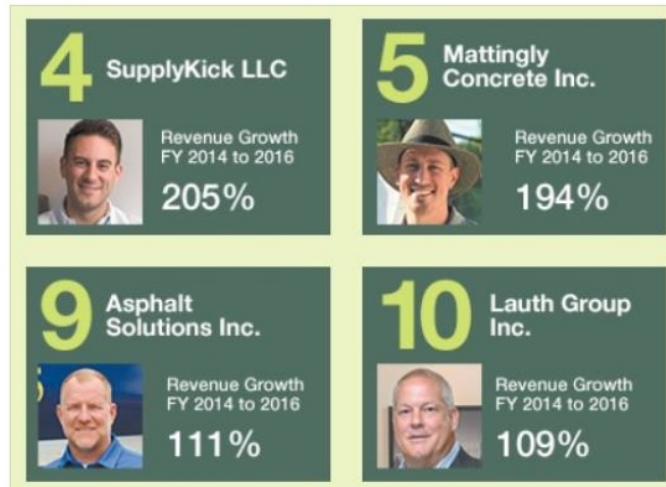 4 SupplyKick LLC
Revenue Growth
FY 2014 to 2016
205%
5 Mattingly
Concrete Inc.
Revenue Growth
FY 2014 to 2016
194%
9 Asphalt
Solutions Inc.
Revenue Growth
FY 2014 to 2016
111%
10 Lauth Group
Inc.
Revenue Growth
FY 2014 to 2016
109%